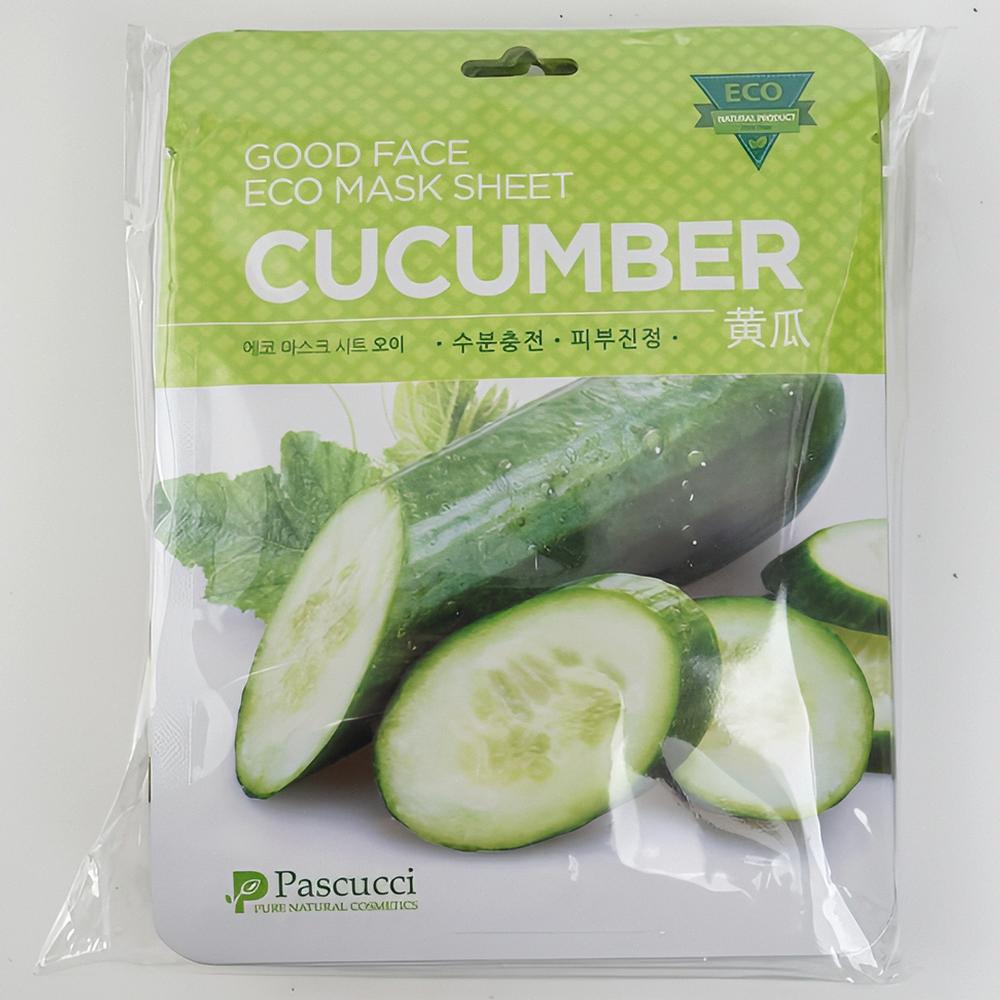 ECO
NATURAL PRODUCT
GOOD FACE
ECO MASK SHEET
CUCUMBER
黄瓜
에코 마스크 시트 오이 · 수분충전 · 피부진정 ·
Pascucci
PURE NATURAL COSMETICS